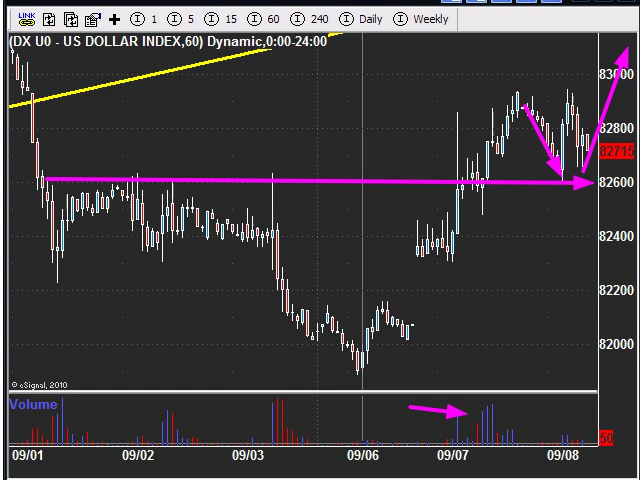 LINK 1 5 15 60 240 Daily Weekly
(DX U0 - US DOLLAR INDEX,60) Dynamic,0:00-24:00
83000
82800
82715
82600
82400
82200
82000
© eSignal, 2010
Volume
50
09/01 09/02 09/03 09/06 09/07 09/08